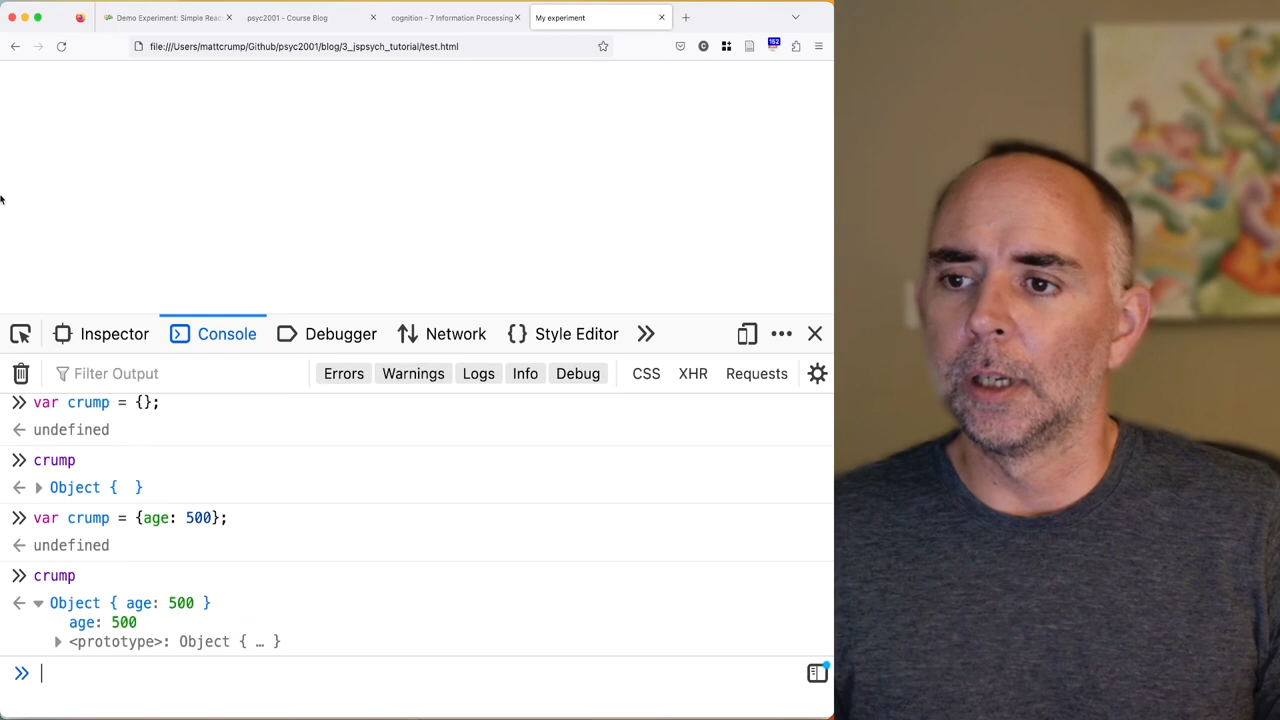 Demo Experiment: Simple Reac
psyc2001 - Course Blog
cognition - 7 Information Processing
My experiment
file:///Users/mattcrump/Github/psyc2001/blog/3_jspsych_tutorial/test.html
152
Inspector
Console
Debugger
Network
Style Editor
Filter Output
Errors
Warnings
Logs
Info
Debug
CSS
XHR
Requests
var crump = {};
undefined
crump
Object { }
var crump = {age: 500};
undefined
crump
Object { age: 500 }
age: 500
<prototype>: Object { … }